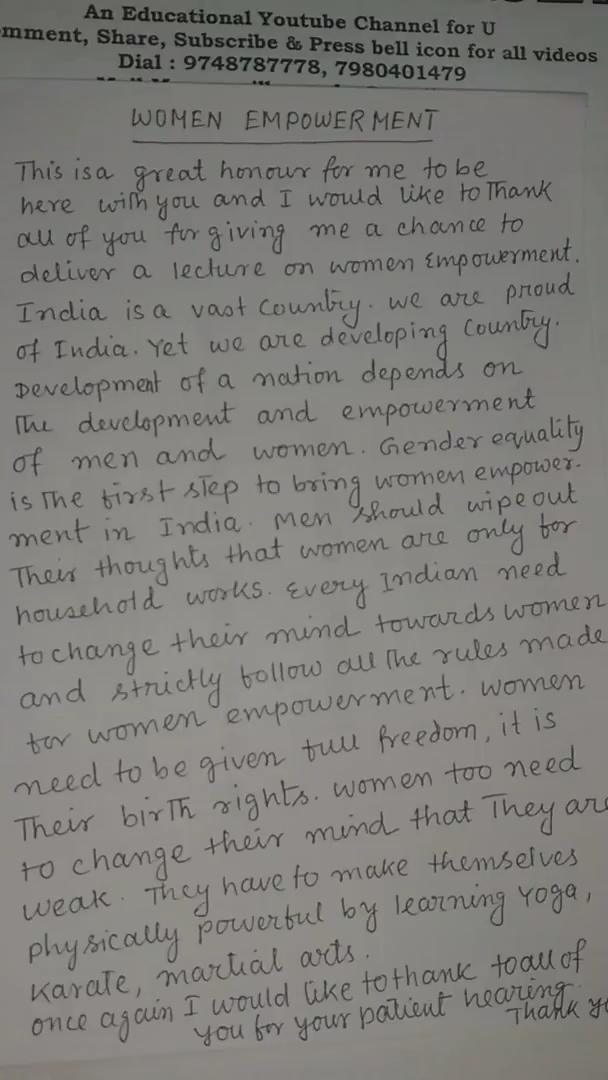 An Educational Youtube Channel for U
mment, Share, Subscribe & Press bell icon for all videos
Dial : 9748787778, 7980401479
WOMEN EMPOWERMENT
This is a great honour for me to be
here with you and I would like to Thank
all of you for giving me a chance to
deliver a lecture on women Empowerment.
India is a vast country. we are proud
of India. Yet we are developing country.
Development of a nation depends on
The development and empowerment
of men and women. Gender equality
is The first step to bring women empower-
ment in India. Men should wipe out
Their thoughts that women are only for
household works. Every Indian need
to change their mind towards women
and strictly follow all The rules made
for women empowerment. women
need to be given full freedom, it is
Their birth rights. women too need
to change their mind that They are
weak. They have to make themselves
physically powerful by learning Yoga,
Karate, martial arts.
once again I would like to thank to all of
you for your patient hearing.
Thank